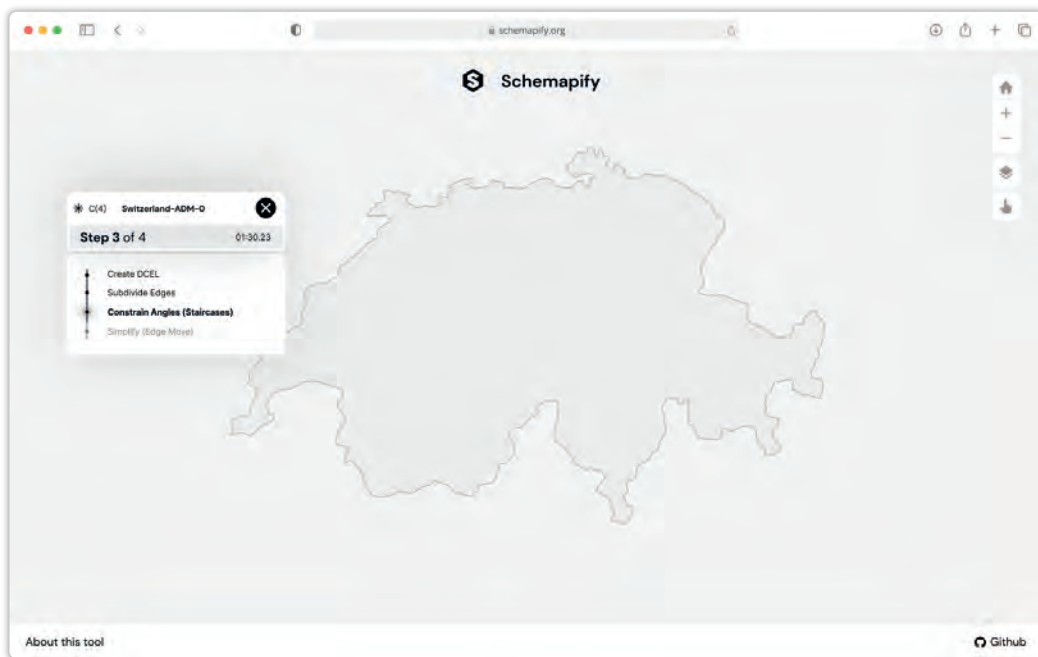 schemapify.org
Schemapify
C(4) Switzerland-ADM-0
Step 3 of 4 01:30.23
Create DCEL
Subdivide Edges
Constrain Angles (Staircases)
Simplify (Edge Move)
About this tool
Github